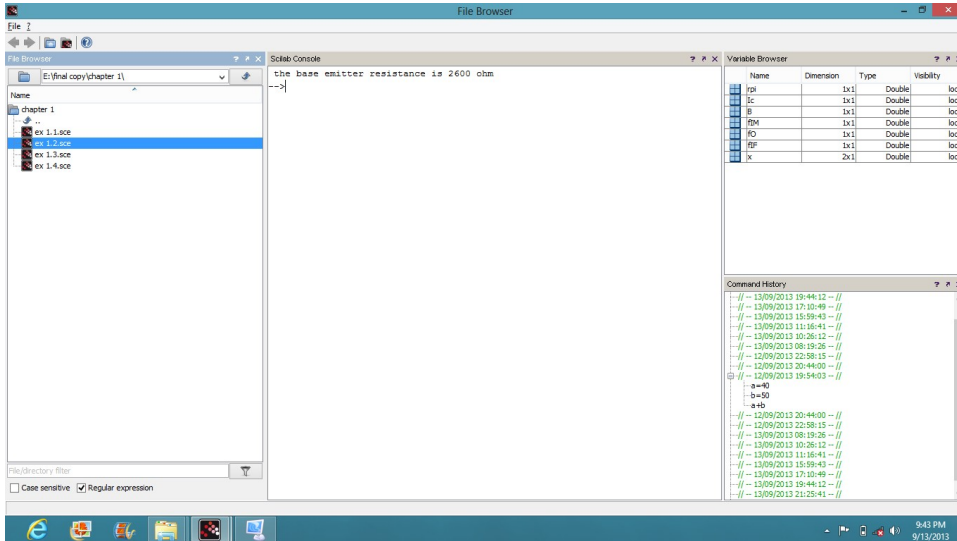 File Browser
File ?
File Browser
E:\final copy\chapter 1\
Name
chapter 1
..
ex 1.1.sce
ex 1.2.sce
ex 1.3.sce
ex 1.4.sce
File/directory filter
Case sensitive Regular expression
Scilab Console
the base emitter resistance is 2600 ohm
-->
Variable Browser
Name Dimension Type Visibility
rpi 1x1 Double loc
Ic 1x1 Double loc
B 1x1 Double loc
fIM 1x1 Double loc
fO 1x1 Double loc
fIF 1x1 Double loc
x 2x1 Double loc
Command History
// -- 13/09/2013 19:44:12 -- //
// -- 13/09/2013 17:10:49 -- //
// -- 13/09/2013 15:59:43 -- //
// -- 13/09/2013 11:16:41 -- //
// -- 13/09/2013 10:26:12 -- //
// -- 13/09/2013 08:19:26 -- //
// -- 12/09/2013 22:58:15 -- //
// -- 12/09/2013 20:44:00 -- //
// -- 12/09/2013 19:54:03 -- //
a=40
b=50
a+b
// -- 12/09/2013 20:44:00 -- //
// -- 12/09/2013 22:58:15 -- //
// -- 13/09/2013 08:19:26 -- //
// -- 13/09/2013 10:26:12 -- //
// -- 13/09/2013 11:16:41 -- //
// -- 13/09/2013 15:59:43 -- //
// -- 13/09/2013 17:10:49 -- //
// -- 13/09/2013 19:44:12 -- //
// -- 13/09/2013 21:25:41 -- //
9:43 PM
9/13/2013